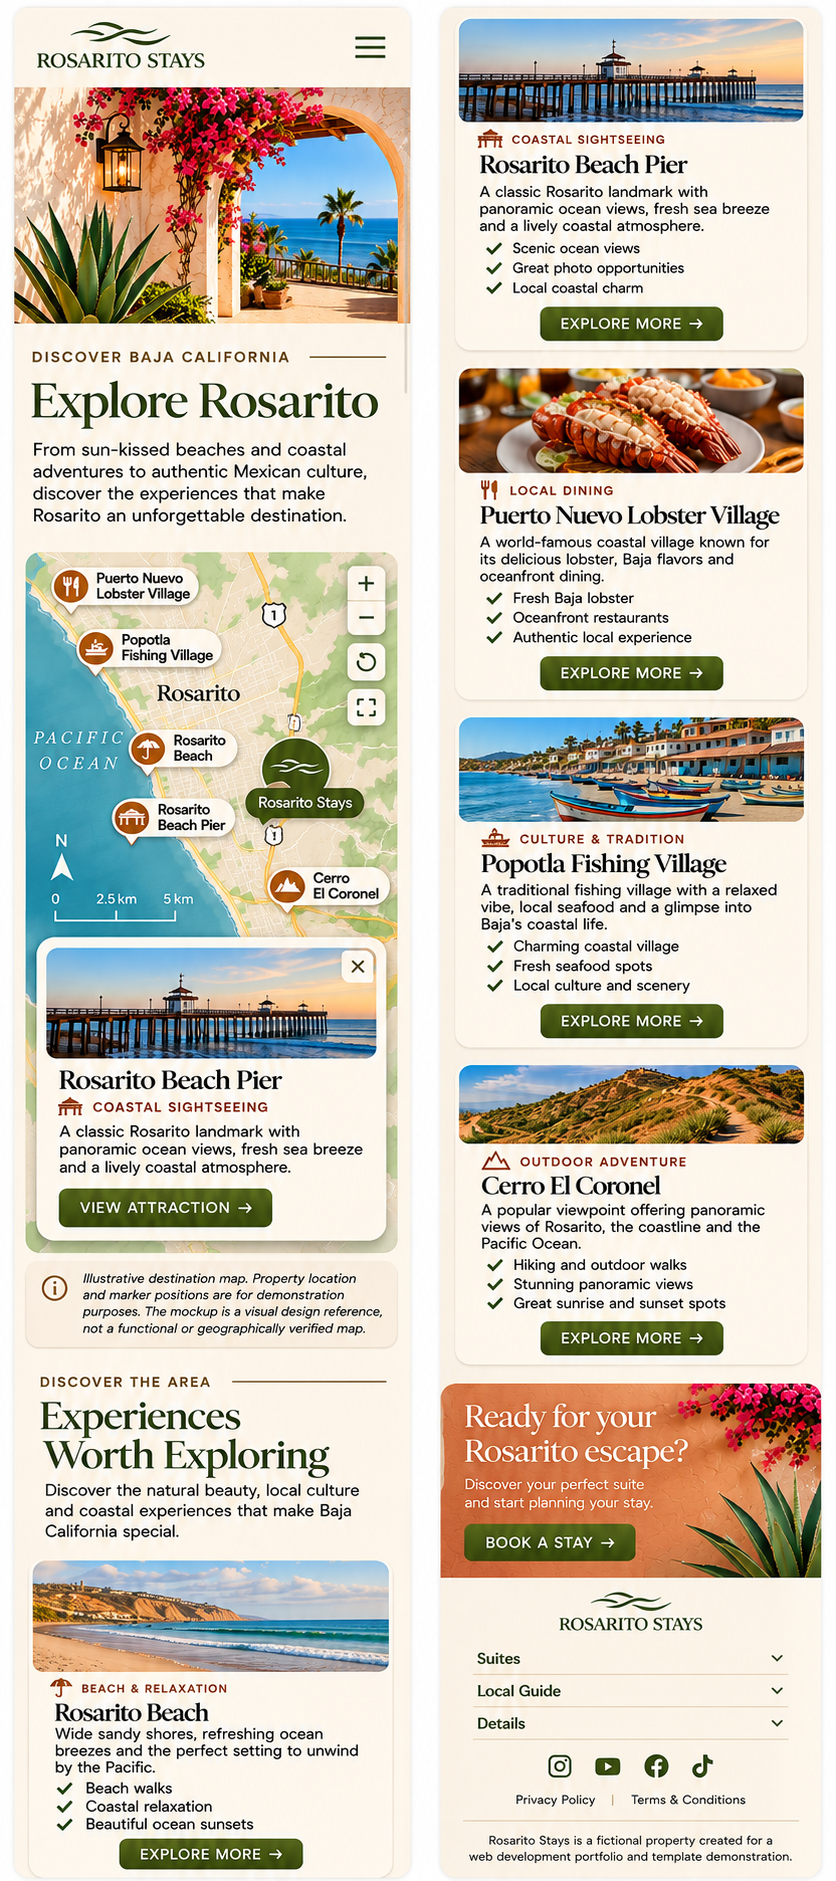 ROSARITO STAYS
DISCOVER BAJA CALIFORNIA
Explore Rosarito
From sun-kissed beaches and coastal
adventures to authentic Mexican culture,
discover the experiences that make
Rosarito an unforgettable destination.
Puerto Nuevo
Lobster Village
+
1
−
Popotla
Fishing Village
Rosarito
PACIFIC
OCEAN
Rosarito
Beach
Rosarito Stays
Rosarito
Beach Pier
1
N
Cerro
El Coronel
0 2.5 km 5 km
Rosarito Beach Pier
COASTAL SIGHTSEEING
A classic Rosarito landmark with
panoramic ocean views, fresh sea breeze
and a lively coastal atmosphere.
VIEW ATTRACTION →
Illustrative destination map. Property location
and marker positions are for demonstration
purposes. The mockup is a visual design reference,
not a functional or geographically verified map.
DISCOVER THE AREA
Experiences
Worth Exploring
Discover the natural beauty, local culture
and coastal experiences that make Baja
California special.
BEACH & RELAXATION
Rosarito Beach
Wide sandy shores, refreshing ocean
breezes and the perfect setting to unwind
by the Pacific.
Beach walks
Coastal relaxation
Beautiful ocean sunsets
EXPLORE MORE →
COASTAL SIGHTSEEING
Rosarito Beach Pier
A classic Rosarito landmark with
panoramic ocean views, fresh sea breeze
and a lively coastal atmosphere.
Scenic ocean views
Great photo opportunities
Local coastal charm
EXPLORE MORE →
LOCAL DINING
Puerto Nuevo Lobster Village
A world-famous coastal village known for
its delicious lobster, Baja flavors and
oceanfront dining.
Fresh Baja lobster
Oceanfront restaurants
Authentic local experience
EXPLORE MORE →
CULTURE & TRADITION
Popotla Fishing Village
A traditional fishing village with a relaxed
vibe, local seafood and a glimpse into
Baja's coastal life.
Charming coastal village
Fresh seafood spots
Local culture and scenery
EXPLORE MORE →
OUTDOOR ADVENTURE
Cerro El Coronel
A popular viewpoint offering panoramic
views of Rosarito, the coastline and the
Pacific Ocean.
Hiking and outdoor walks
Stunning panoramic views
Great sunrise and sunset spots
EXPLORE MORE →
Ready for your
Rosarito escape?
Discover your perfect suite
and start planning your stay.
BOOK A STAY →
ROSARITO STAYS
Suites
Local Guide
Details
Privacy Policy | Terms & Conditions
Rosarito Stays is a fictional property created for a
web development portfolio and template demonstration.